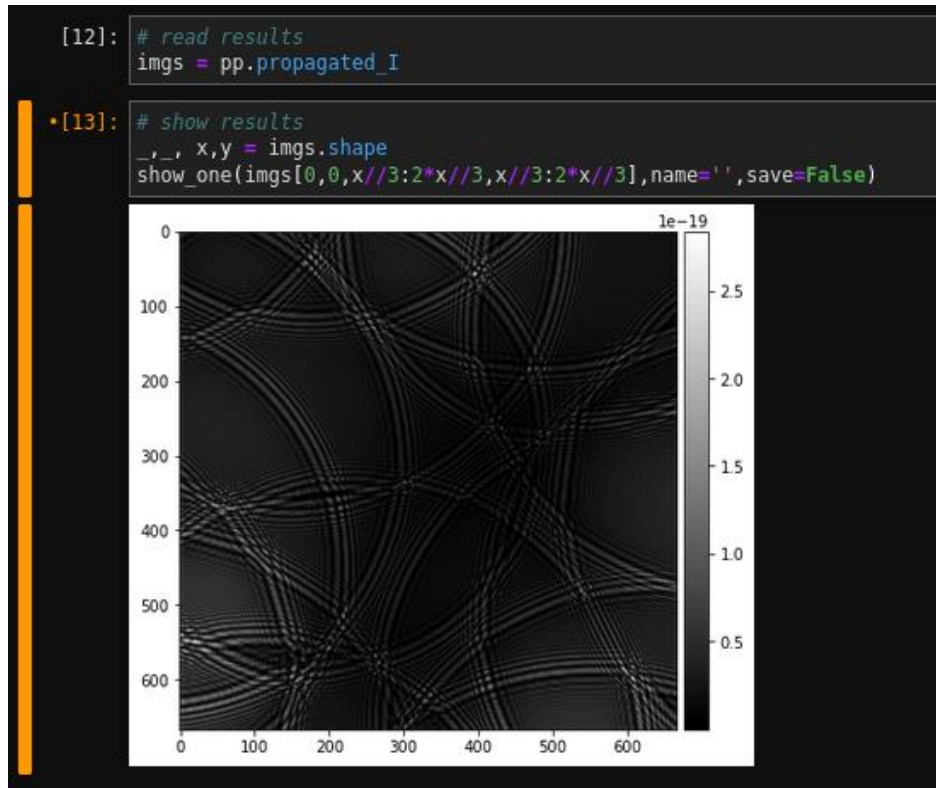 [12]: # read results
imgs = pp.propagated_I
•[13]: # show results
_,_, x,y = imgs.shape
show_one(imgs[0,0,x//3:2*x//3,x//3:2*x//3],name='',save=False)
1e−19
0
100
200
300
400
500
600
2.5
2.0
1.5
1.0
0.5
0 100 200 300 400 500 600